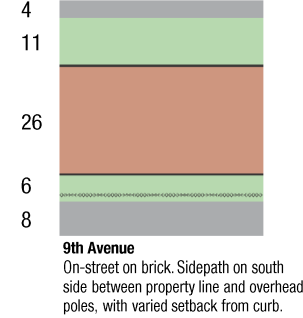 4
11
26
6
8
9th Avenue
On-street on brick. Sidepath on south
side between property line and overhead
poles, with varied setback from curb.